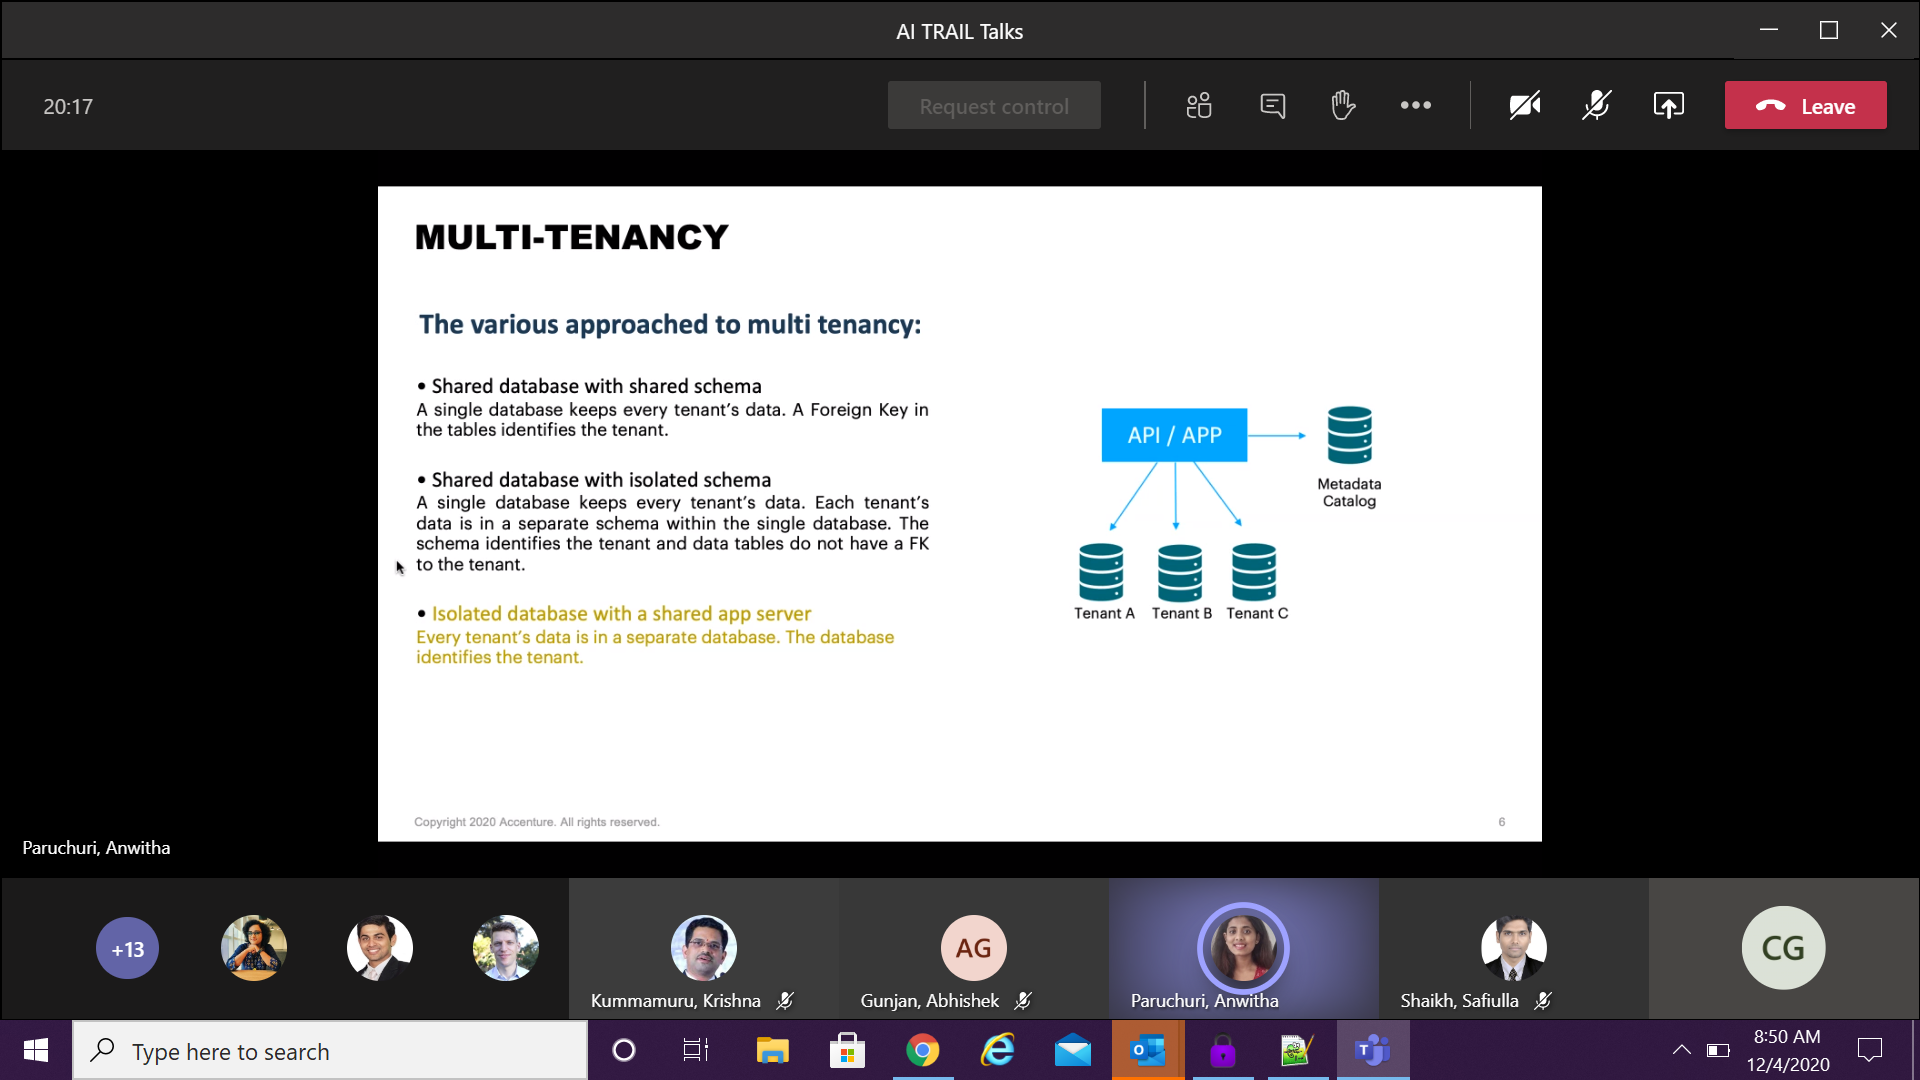 AI TRAIL Talks
20:17
Request control
Leave
MULTI-TENANCY
The various approached to multi tenancy:
• Shared database with shared schema
A single database keeps every tenant's data. A Foreign Key in
the tables identifies the tenant.
• Shared database with isolated schema
A single database keeps every tenant's data. Each tenant's
data is in a separate schema within the single database. The
schema identifies the tenant and data tables do not have a FK
to the tenant.
• Isolated database with a shared app server
Every tenant's data is in a separate database. The database
identifies the tenant.
API / APP
Metadata
Catalog
Tenant A
Tenant B
Tenant C
Copyright 2020 Accenture. All rights reserved.
6
Paruchuri, Anwitha
+13
AG
CG
Kummamuru, Krishna
Gunjan, Abhishek
Paruchuri, Anwitha
Shaikh, Safiulla
Type here to search
8:50 AM
12/4/2020